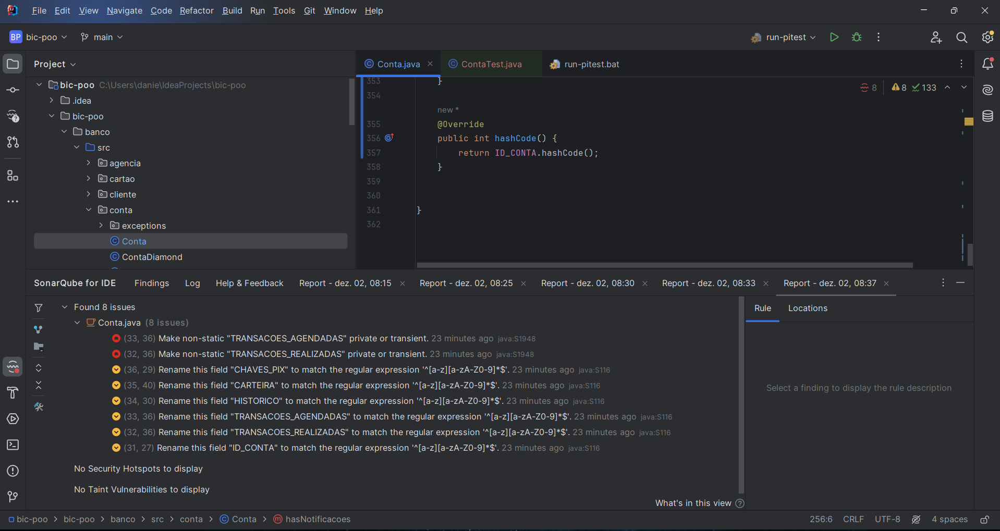 File Edit View Navigate Code Refactor Build Run Tools Git Window Help
BP bic-poo main run-pitest
Project
Conta.java ContaTest.java run-pitest.bat
bic-poo C:\Users\danie\IdeaProjects\bic-poo
.idea
bic-poo
banco
src
agencia
cartao
cliente
conta
exceptions
Conta
ContaDiamond
8 8 133
353 }
354
new *
355 @Override
356 public int hashCode() {
357 return ID_CONTA.hashCode();
358 }
359
360
361 }
362
SonarQube for IDE Findings Log Help & Feedback Report - dez. 02, 08:15 Report - dez. 02, 08:25 Report - dez. 02, 08:30 Report - dez. 02, 08:33 Report - dez. 02, 08:37
Found 8 issues
Conta.java (8 issues)
(33, 36) Make non-static "TRANSACOES_AGENDADAS" private or transient. 23 minutes ago java:S1948
(32, 36) Make non-static "TRANSACOES_REALIZADAS" private or transient. 23 minutes ago java:S1948
(36, 29) Rename this field "CHAVES_PIX" to match the regular expression '^[a-z][a-zA-Z0-9]*$'. 23 minutes ago java:S116
(35, 40) Rename this field "CARTEIRA" to match the regular expression '^[a-z][a-zA-Z0-9]*$'. 23 minutes ago java:S116
(34, 30) Rename this field "HISTORICO" to match the regular expression '^[a-z][a-zA-Z0-9]*$'. 23 minutes ago java:S116
(33, 36) Rename this field "TRANSACOES_AGENDADAS" to match the regular expression '^[a-z][a-zA-Z0-9]*$'. 23 minutes ago java:S116
(32, 36) Rename this field "TRANSACOES_REALIZADAS" to match the regular expression '^[a-z][a-zA-Z0-9]*$'. 23 minutes ago java:S116
(31, 27) Rename this field "ID_CONTA" to match the regular expression '^[a-z][a-zA-Z0-9]*$'. 23 minutes ago java:S116
No Security Hotspots to display
No Taint Vulnerabilities to display
What's in this view
Rule Locations
Select a finding to display the rule description
bic-poo > bic-poo > banco > src > conta > Conta > hasNotificacoes 256:6 CRLF UTF-8 4 spaces